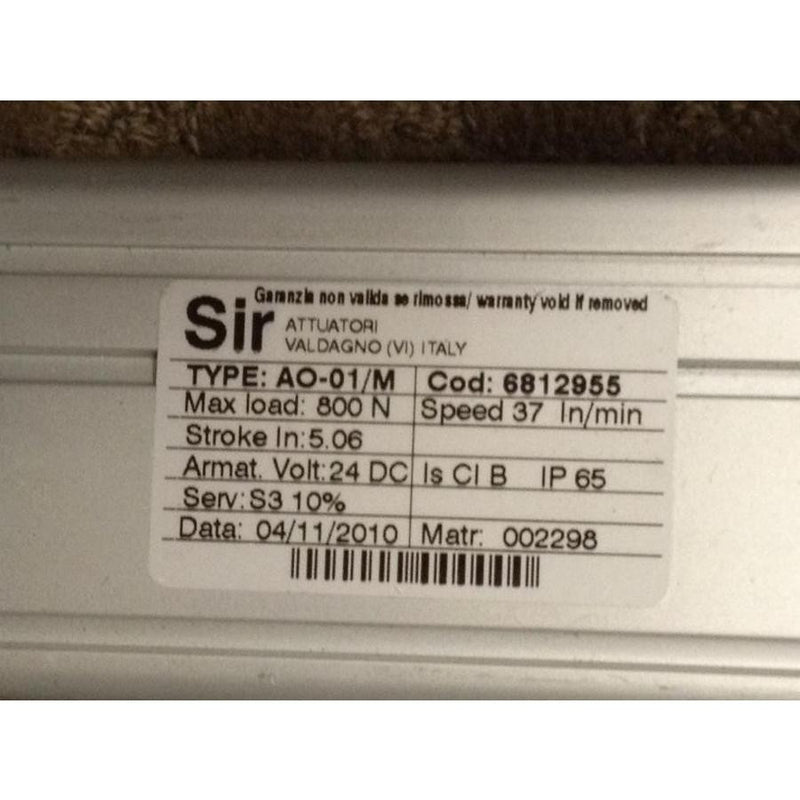 Garanzia non valida se rimossa/ warranty void if removed
Sir ATTUATORI
VALDAGNO (VI) ITALY
TYPE: AO-01/M Cod: 6812955
Max load: 800 N Speed 37 In/min
Stroke In:5.06
Armat. Volt:24 DC Is Cl B IP 65
Serv:S3 10%
Data: 04/11/2010 Matr: 002298